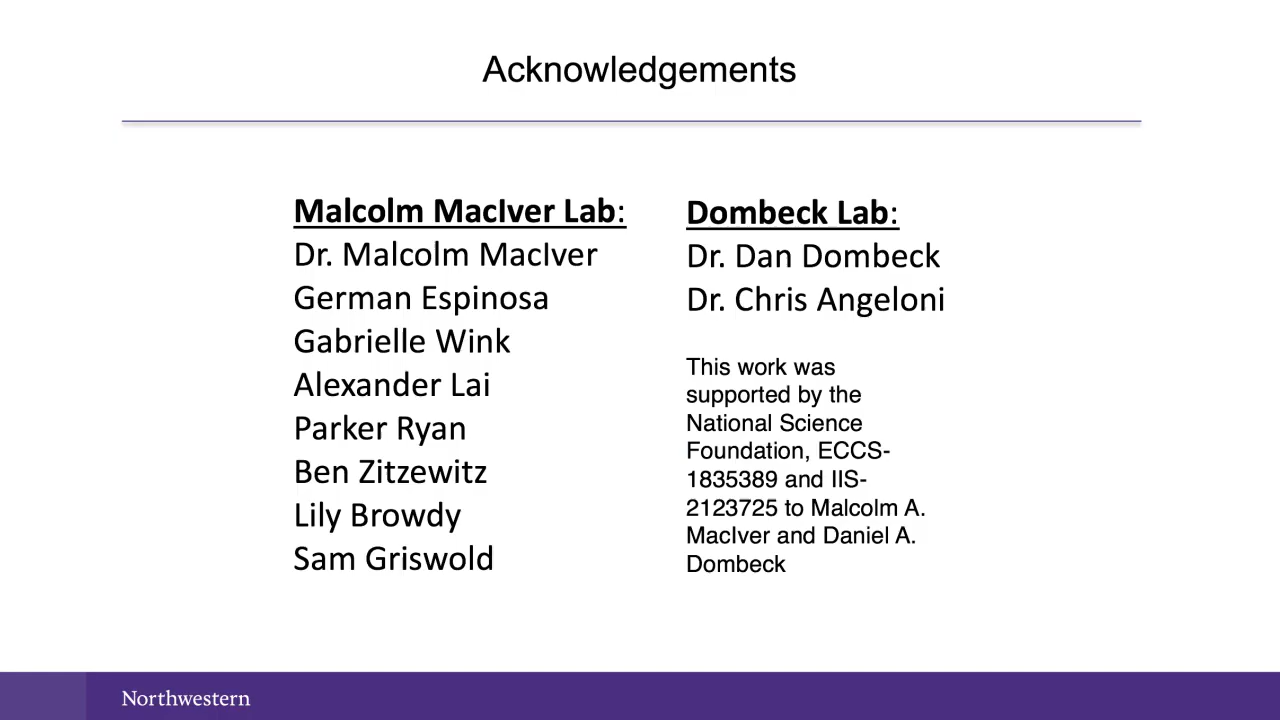 Acknowledgements
Malcolm MacIver Lab:
Dr. Malcolm MacIver
German Espinosa
Gabrielle Wink
Alexander Lai
Parker Ryan
Ben Zitzewitz
Lily Browdy
Sam Griswold
Dombeck Lab:
Dr. Dan Dombeck
Dr. Chris Angeloni
This work was
supported by the
National Science
Foundation, ECCS-
1835389 and IIS-
2123725 to Malcolm A.
MacIver and Daniel A.
Dombeck
Northwestern